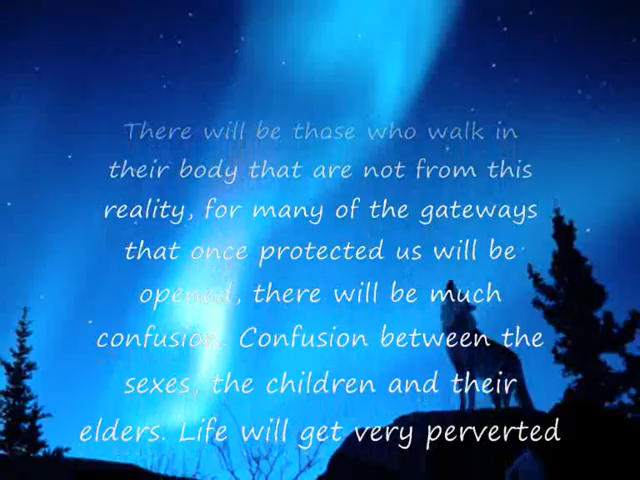 There will be those who walk in
their body that are not from this
reality, for many of the gateways
that once protected us will be
opened, there will be much
confusion. Confusion between the
sexes, the children and their
elders. Life will get very perverted